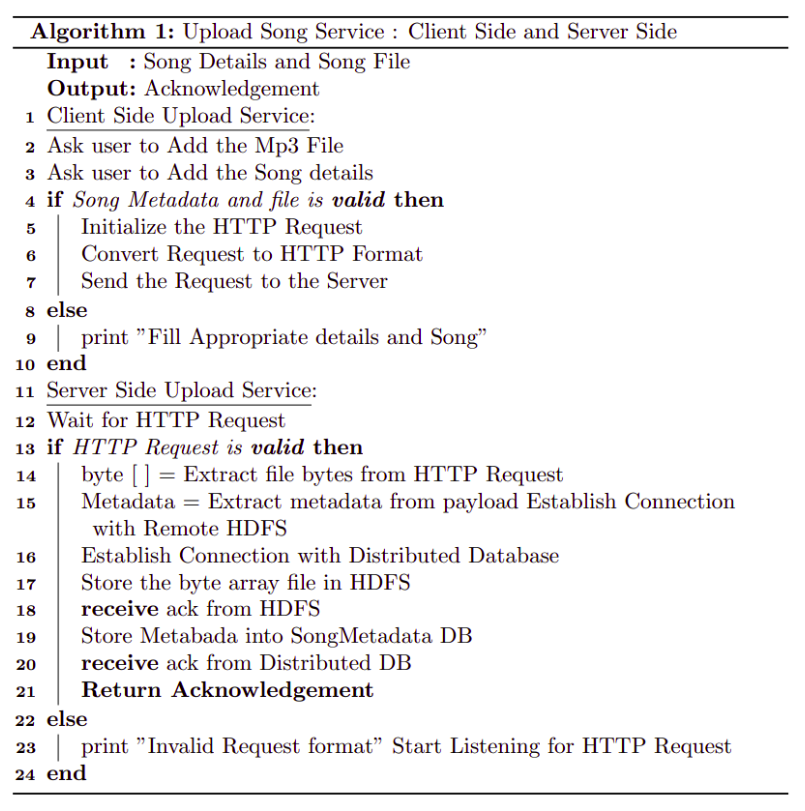 Algorithm 1: Upload Song Service : Client Side and Server Side
Input : Song Details and Song File
Output: Acknowledgement
1 Client Side Upload Service:
2 Ask user to Add the Mp3 File
3 Ask user to Add the Song details
4 if Song Metadata and file is valid then
5 Initialize the HTTP Request
6 Convert Request to HTTP Format
7 Send the Request to the Server
8 else
9 print ”Fill Appropriate details and Song”
10 end
11 Server Side Upload Service:
12 Wait for HTTP Request
13 if HTTP Request is valid then
14 byte [ ] = Extract file bytes from HTTP Request
15 Metadata = Extract metadata from payload Establish Connection
with Remote HDFS
16 Establish Connection with Distributed Database
17 Store the byte array file in HDFS
18 receive ack from HDFS
19 Store Metabada into SongMetadata DB
20 receive ack from Distributed DB
21 Return Acknowledgement
22 else
23 print ”Invalid Request format” Start Listening for HTTP Request
24 end